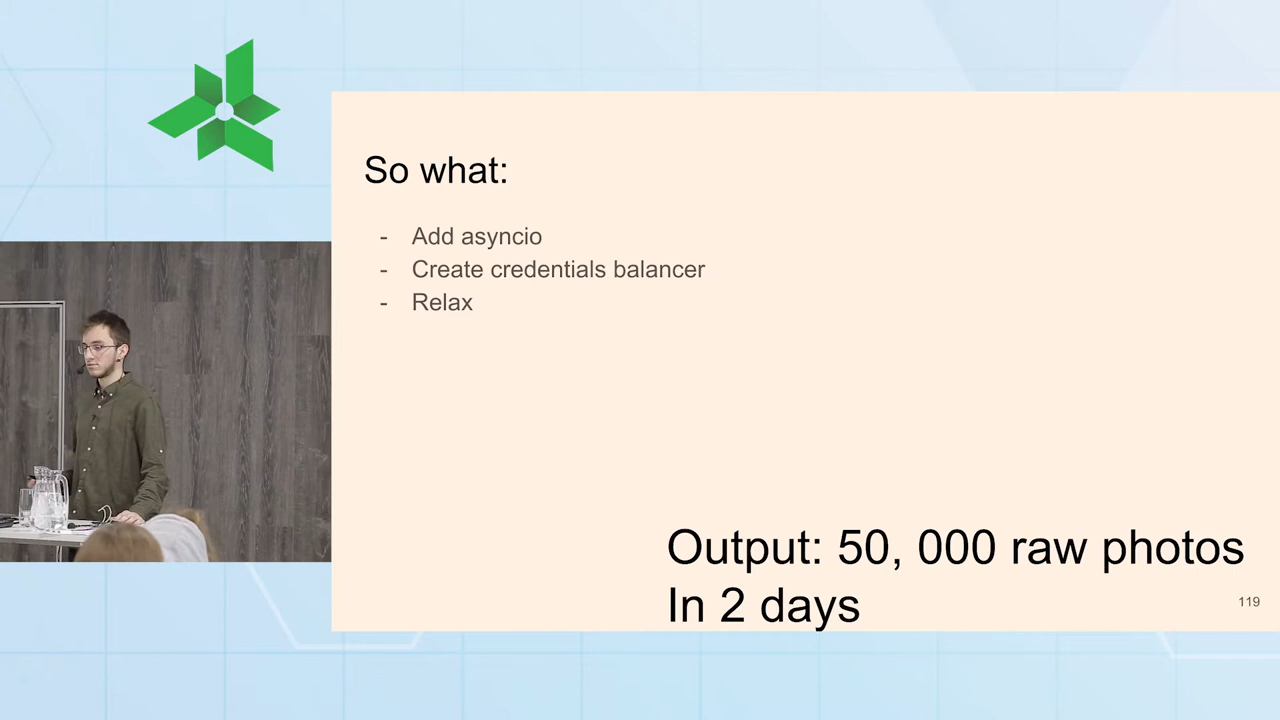 So what:
- Add asyncio
- Create credentials balancer
- Relax
Output: 50, 000 raw photos
In 2 days
119